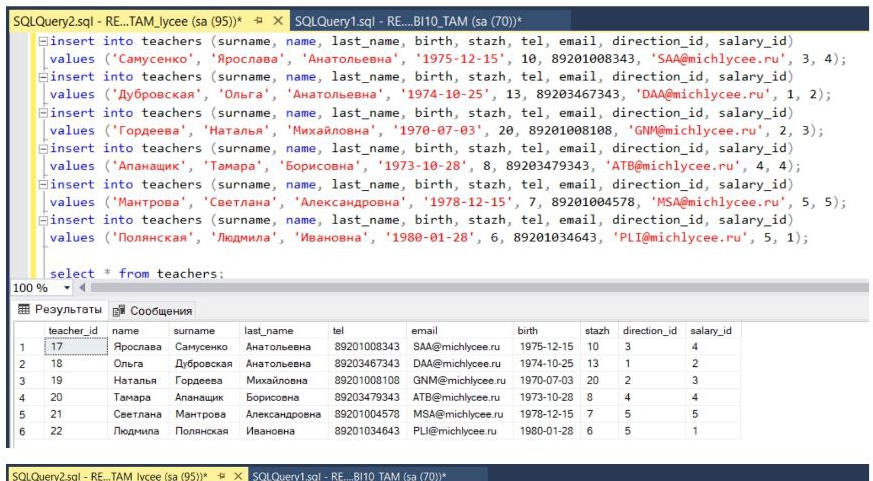 SQLQuery2.sql - RE...TAM_lycee (sa (95))* SQLQuery1.sql - RE....BI10_TAM (sa (70))*
insert into teachers (surname, name, last_name, birth, stazh, tel, email, direction_id, salary_id)
values ('Самусенко', 'Ярослава', 'Анатольевна', '1975-12-15', 10, 89201008343, 'SAA@michlycee.ru', 3, 4);
insert into teachers (surname, name, last_name, birth, stazh, tel, email, direction_id, salary_id)
values ('Дубровская', 'Ольга', 'Анатольевна', '1974-10-25', 13, 89203467343, 'DAA@michlycee.ru', 1, 2);
insert into teachers (surname, name, last_name, birth, stazh, tel, email, direction_id, salary_id)
values ('Гордеева', 'Наталья', 'Михайловна', '1970-07-03', 20, 89201008108, 'GNM@michlycee.ru', 2, 3);
insert into teachers (surname, name, last_name, birth, stazh, tel, email, direction_id, salary_id)
values ('Апанащик', 'Тамара', 'Борисовна', '1973-10-28', 8, 89203479343, 'ATB@michlycee.ru', 4, 4);
insert into teachers (surname, name, last_name, birth, stazh, tel, email, direction_id, salary_id)
values ('Мантрова', 'Светлана', 'Александровна', '1978-12-15', 7, 89201004578, 'MSA@michlycee.ru', 5, 5);
insert into teachers (surname, name, last_name, birth, stazh, tel, email, direction_id, salary_id)
values ('Полянская', 'Людмила', 'Ивановна', '1980-01-28', 6, 89201034643, 'PLI@michlycee.ru', 5, 1);
select * from teachers;
100 %
Результаты Сообщения
teacher_id name surname last_name tel email birth stazh direction_id salary_id
1 17 Ярослава Самусенко Анатольевна 89201008343 SAA@michlycee.ru 1975-12-15 10 3 4
2 18 Ольга Дубровская Анатольевна 89203467343 DAA@michlycee.ru 1974-10-25 13 1 2
3 19 Наталья Гордеева Михайловна 89201008108 GNM@michlycee.ru 1970-07-03 20 2 3
4 20 Тамара Апанащик Борисовна 89203479343 ATB@michlycee.ru 1973-10-28 8 4 4
5 21 Светлана Мантрова Александровна 89201004578 MSA@michlycee.ru 1978-12-15 7 5 5
6 22 Людмила Полянская Ивановна 89201034643 PLI@michlycee.ru 1980-01-28 6 5 1
SQLQuery2.sql - RE...TAM_lycee (sa (95))* SQLQuery1.sql - RE....BI10_TAM (sa (70))*